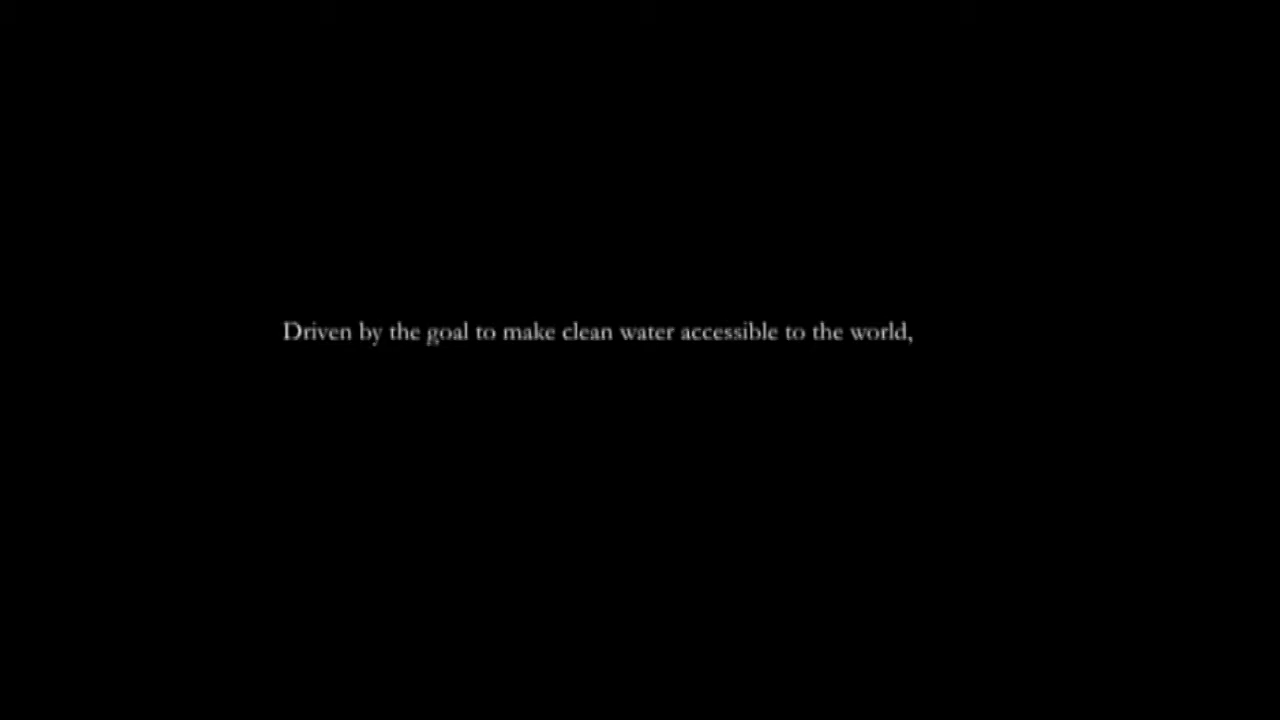 Driven by the goal to make clean water accessible to the world,